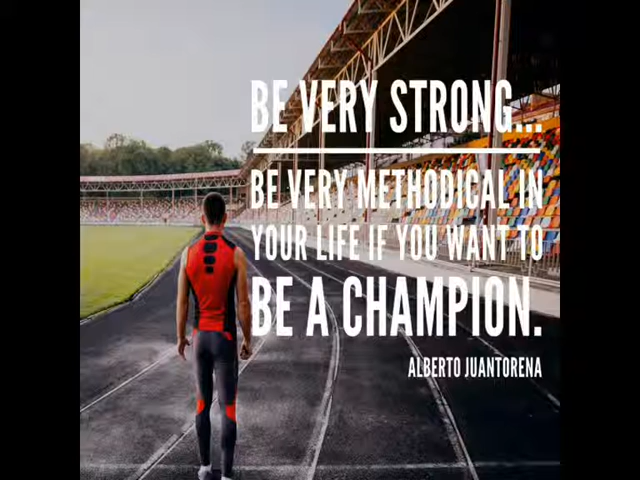 BE VERY STRONG...
BE VERY METHODICAL IN
YOUR LIFE IF YOU WANT TO
BE A CHAMPION.
ALBERTO JUANTORENA